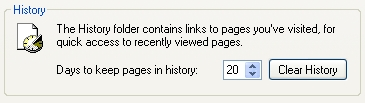 History
The History folder contains links to pages you've visited, for
quick access to recently viewed pages.
Days to keep pages in history: 20 Clear History